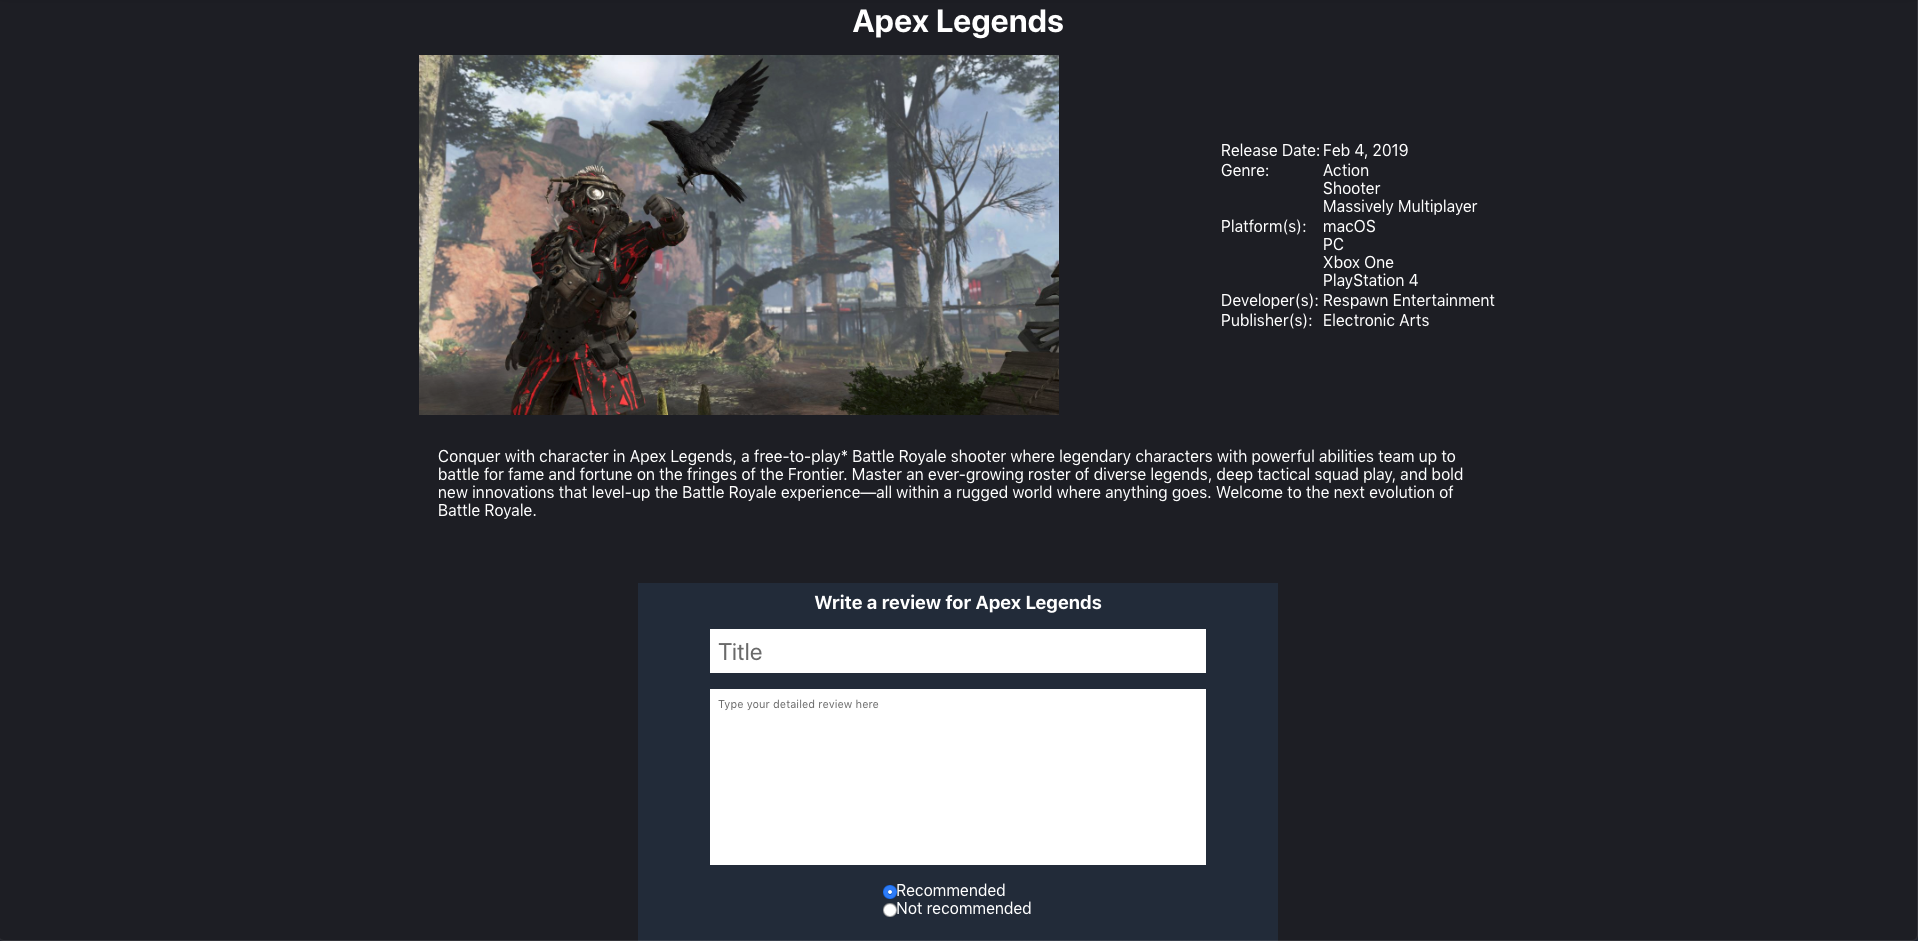 Apex Legends
Release Date: Feb 4, 2019
Genre: Action
Shooter
Massively Multiplayer
Platform(s): macOS
PC
Xbox One
PlayStation 4
Developer(s): Respawn Entertainment
Publisher(s): Electronic Arts
Conquer with character in Apex Legends, a free-to-play* Battle Royale shooter where legendary characters with powerful abilities team up to
battle for fame and fortune on the fringes of the Frontier. Master an ever-growing roster of diverse legends, deep tactical squad play, and bold
new innovations that level-up the Battle Royale experience—all within a rugged world where anything goes. Welcome to the next evolution of
Battle Royale.
Write a review for Apex Legends
Title
Type your detailed review here
Recommended
Not recommended